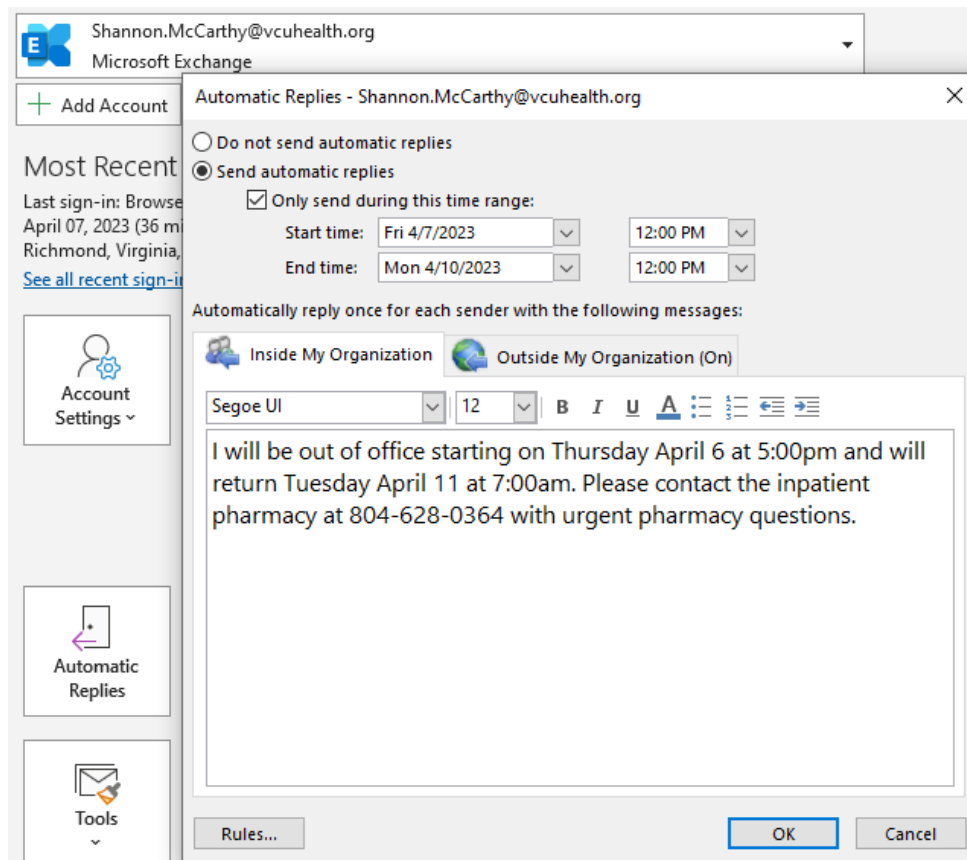 Shannon.McCarthy@vcuhealth.org
Microsoft Exchange
Add Account
Automatic Replies - Shannon.McCarthy@vcuhealth.org
Do not send automatic replies
Send automatic replies
Only send during this time range:
Start time: Fri 4/7/2023 12:00 PM
End time: Mon 4/10/2023 12:00 PM
Most Recent
Last sign-in: Browse
April 07, 2023 (36 mi
Richmond, Virginia,
See all recent sign-i
Automatically reply once for each sender with the following messages:
Inside My Organization Outside My Organization (On)
Segoe UI 12 B I U A
I will be out of office starting on Thursday April 6 at 5:00pm and will
return Tuesday April 11 at 7:00am. Please contact the inpatient
pharmacy at 804-628-0364 with urgent pharmacy questions.
Account
Settings
Automatic
Replies
Tools
Rules...
OK
Cancel